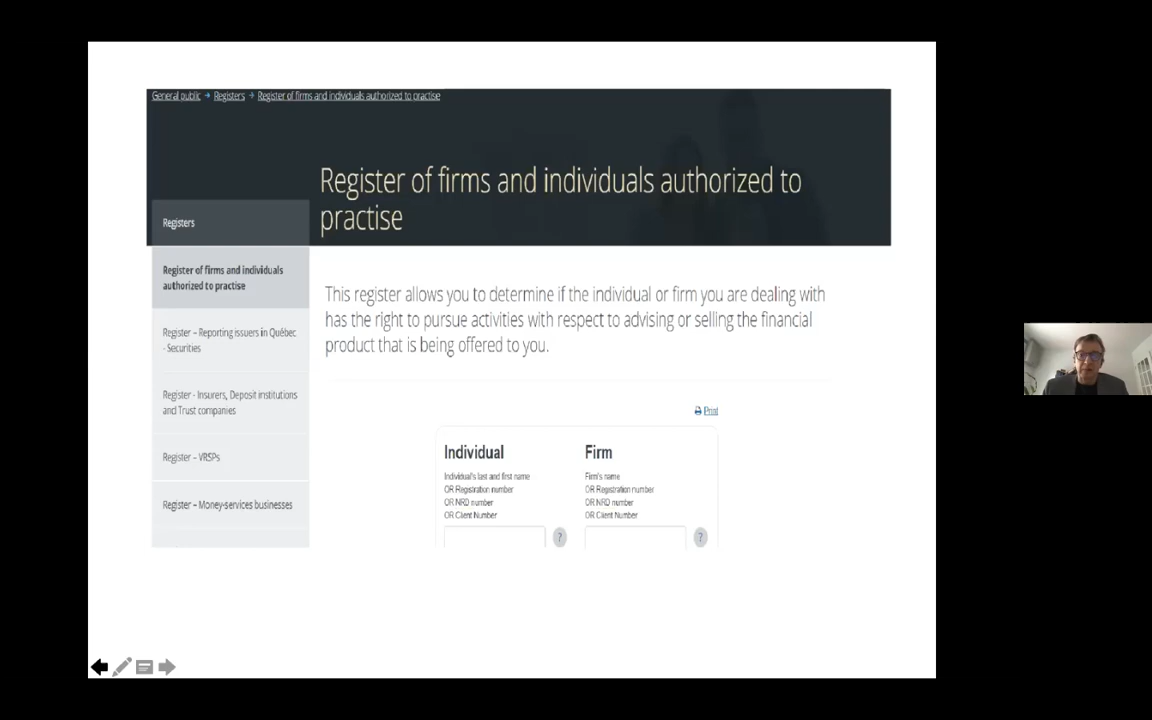 General public → Registers → Register of firms and individuals authorized to practise
Register of firms and individuals authorized to
practise
Registers
Register of firms and individuals
authorized to practise
Register – Reporting issuers in Québec
- Securities
Register - Insurers, Deposit institutions
and Trust companies
Register – VRSPs
Register – Money-services businesses
This register allows you to determine if the individual or firm you are dealing with
has the right to pursue activities with respect to advising or selling the financial
product that is being offered to you.
Print
Individual
Individual's last and first name
OR Registration number
OR NRD number
OR Client Number
?
Firm
Firm's name
OR Registration number
OR NRD number
OR Client Number
?